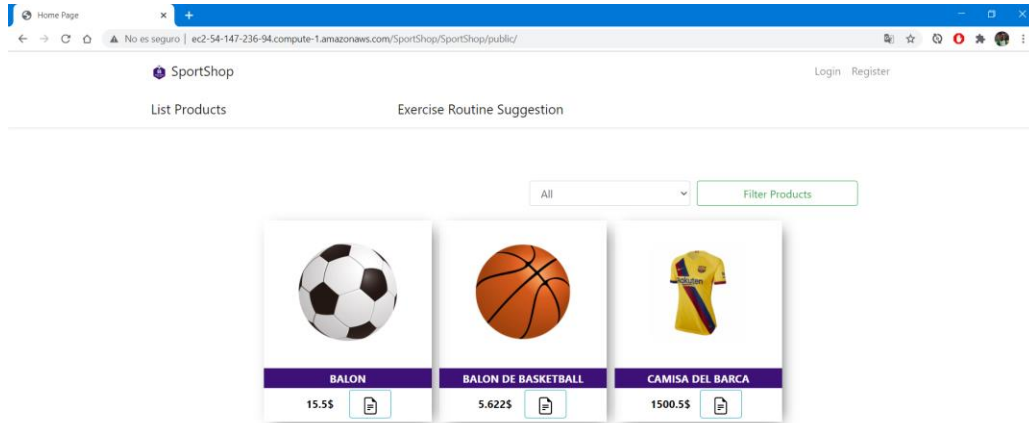 Home Page
No es seguro | ec2-54-147-236-94.compute-1.amazonaws.com/SportShop/SportShop/public/
SportShop Login Register
List Products Exercise Routine Suggestion
All Filter Products
Rakuten
BALON BALON DE BASKETBALL CAMISA DEL BARCA
15.5$ 5.622$ 1500.5$